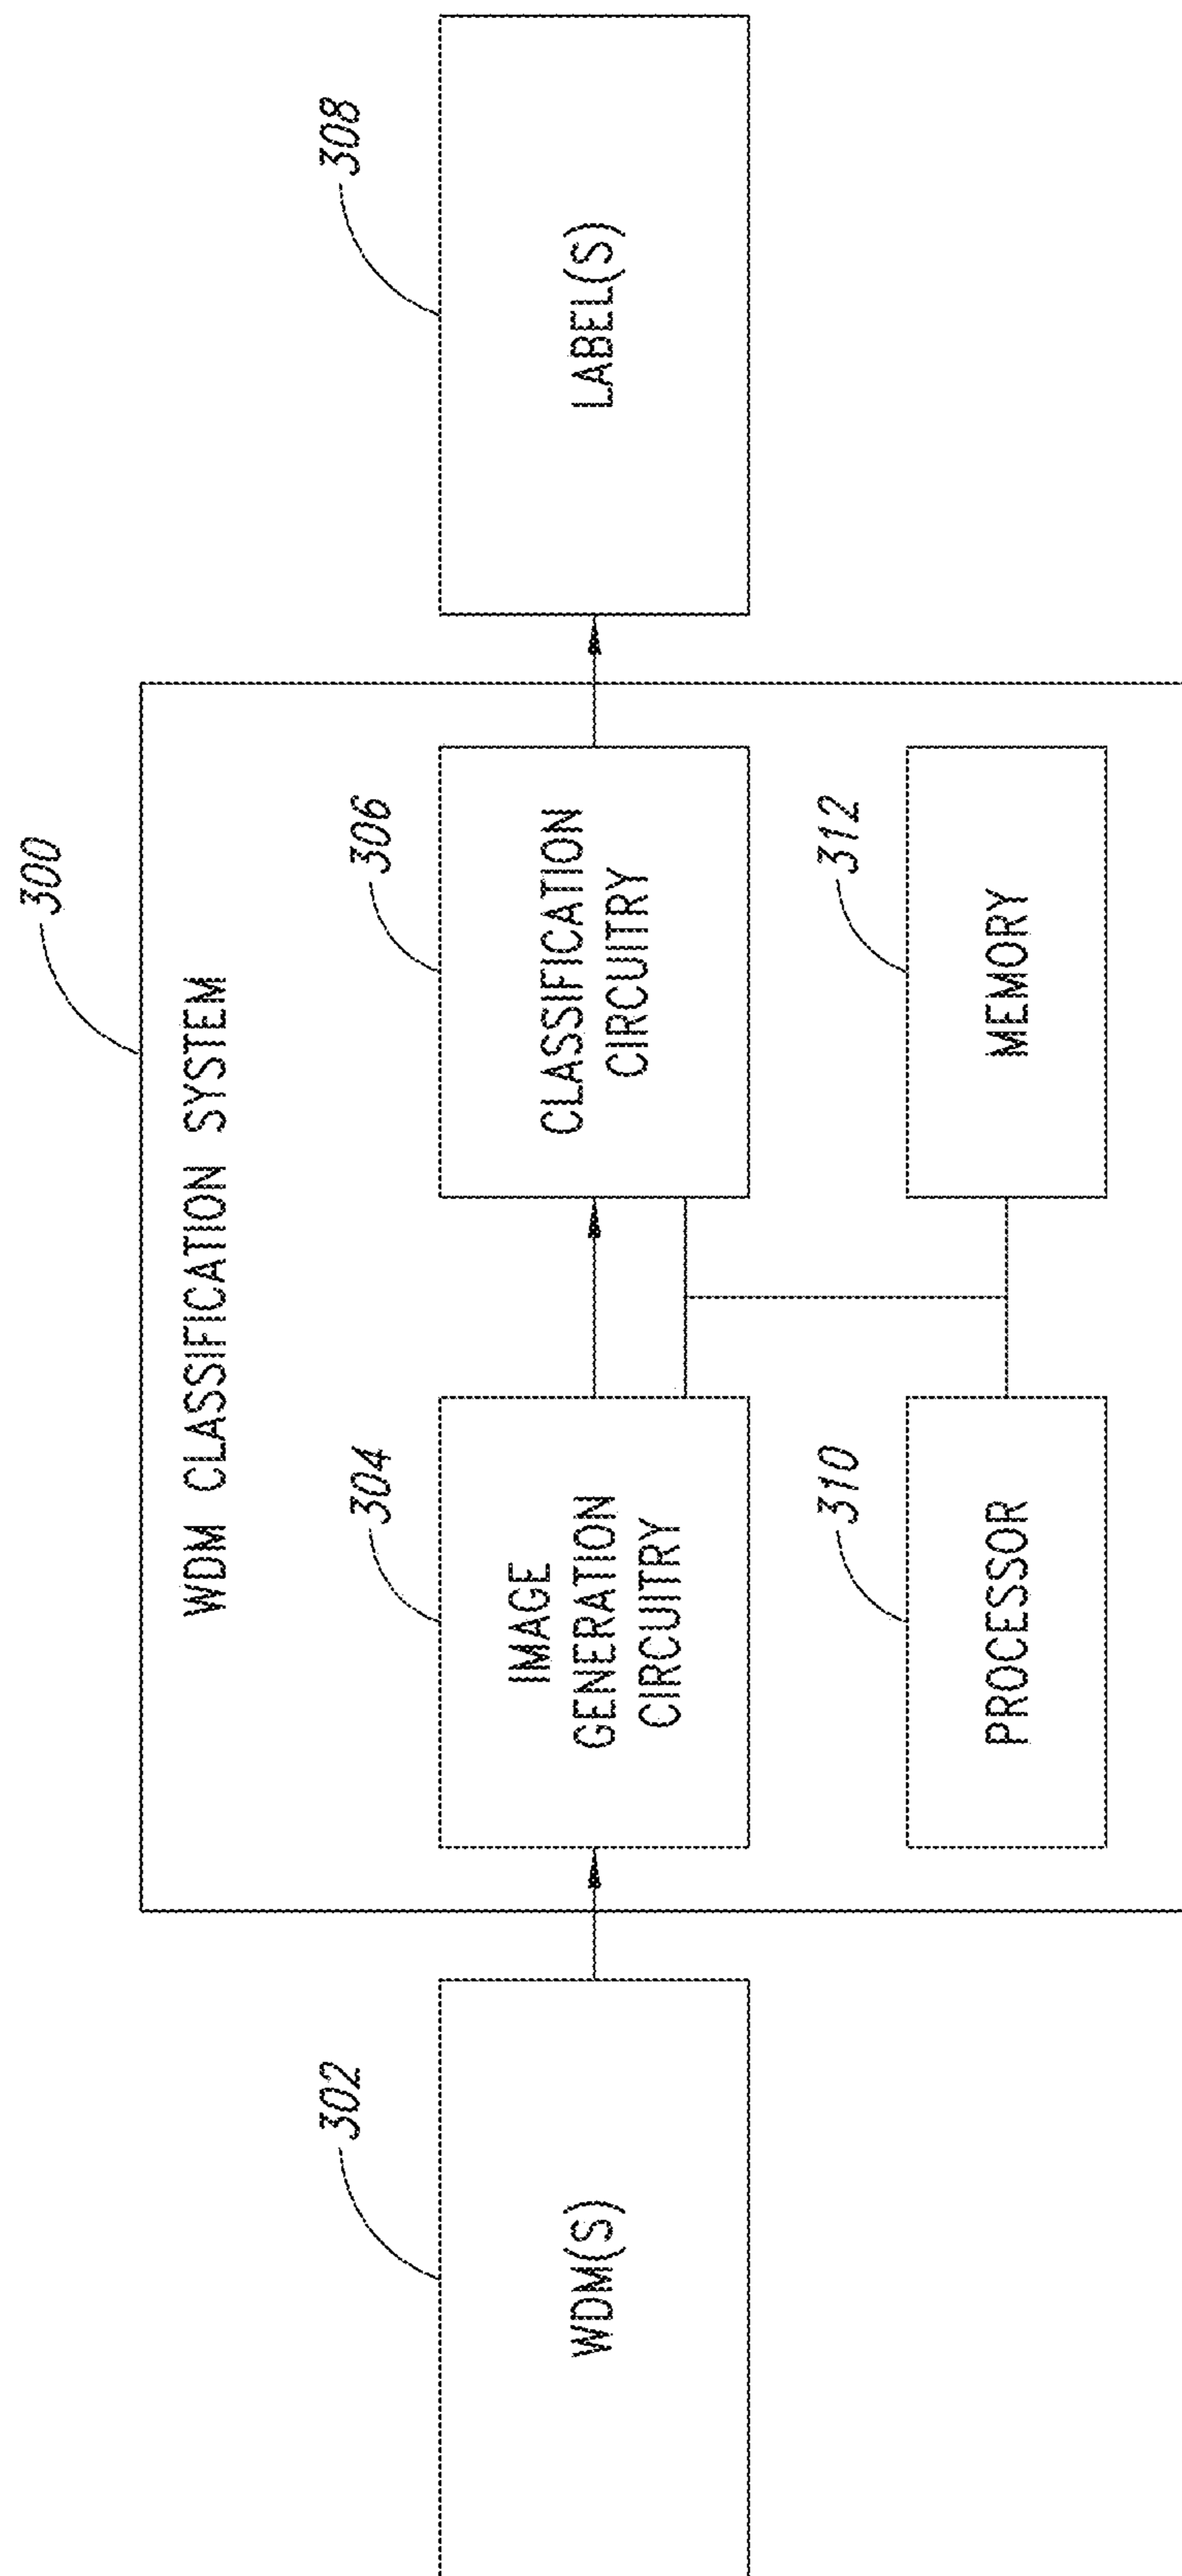 300
WDM CLASSIFICATION SYSTEM
302
WDM(S)
304
IMAGE
GENERATION
CIRCUITRY
306
CLASSIFICATION
CIRCUITRY
308
LABEL(S)
310
PROCESSOR
312
MEMORY